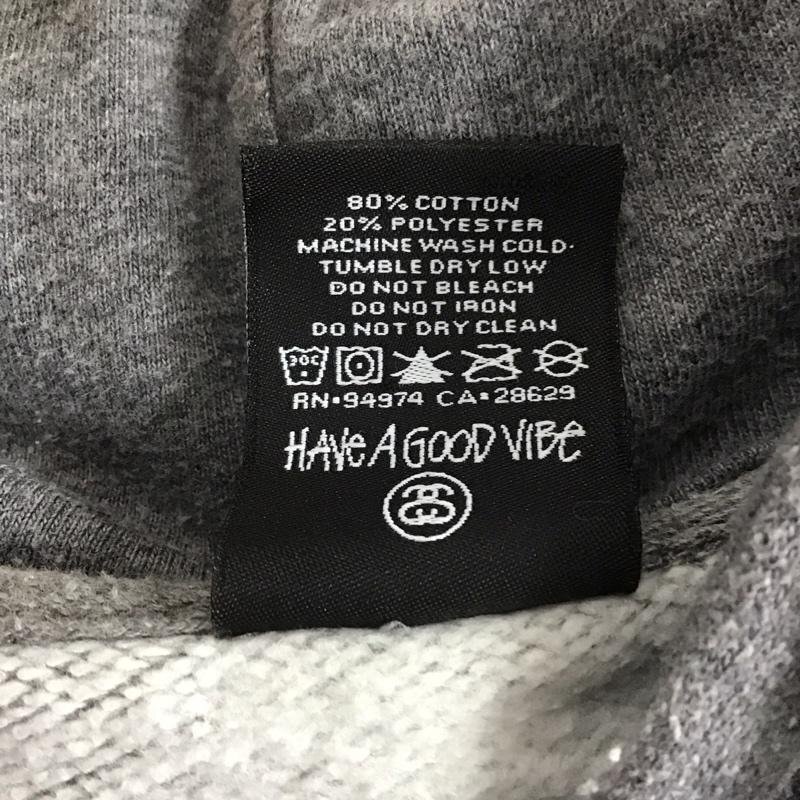 80% COTTON
20% POLYESTER
MACHINE WASH COLD.
TUMBLE DRY LOW
DO NOT BLEACH
DO NOT IRON
DO NOT DRY CLEAN
30C
RN·94974 CA·28629
HAVE A GOOD VIBE